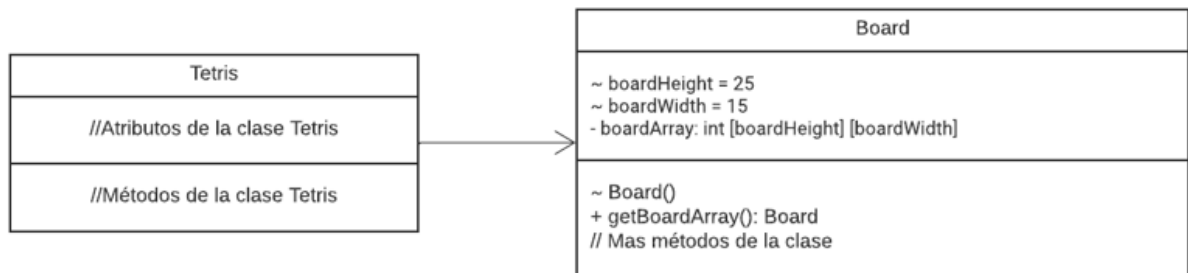 Tetris
//Atributos de la clase Tetris
//Métodos de la clase Tetris
Board
~ boardHeight = 25
~ boardWidth = 15
- boardArray: int [boardHeight] [boardWidth]
~ Board()
+ getBoardArray(): Board
// Mas métodos de la clase